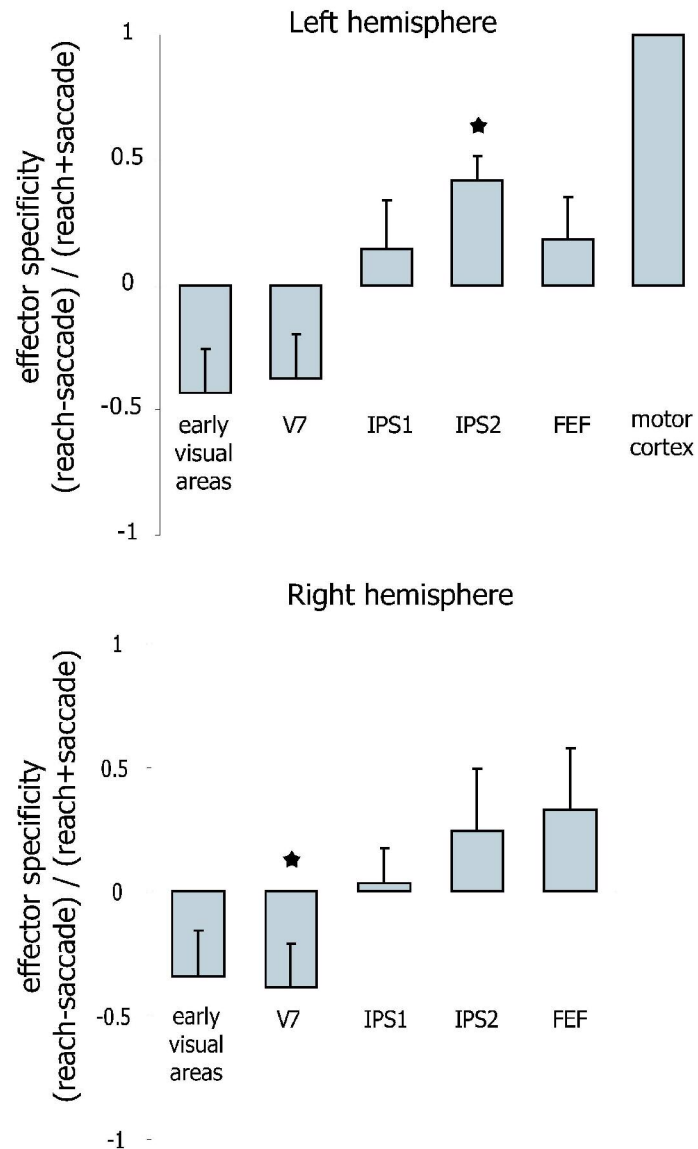 Left hemisphere
effector specificity
(reach-saccade) / (reach+saccade)
1
0.5
0
-0.5
-1
early
visual
areas
V7
IPS1
IPS2
FEF
motor
cortex
Right hemisphere
effector specificity
(reach-saccade) / (reach+saccade)
1
0.5
0
-0.5
-1
early
visual
areas
V7
IPS1
IPS2
FEF